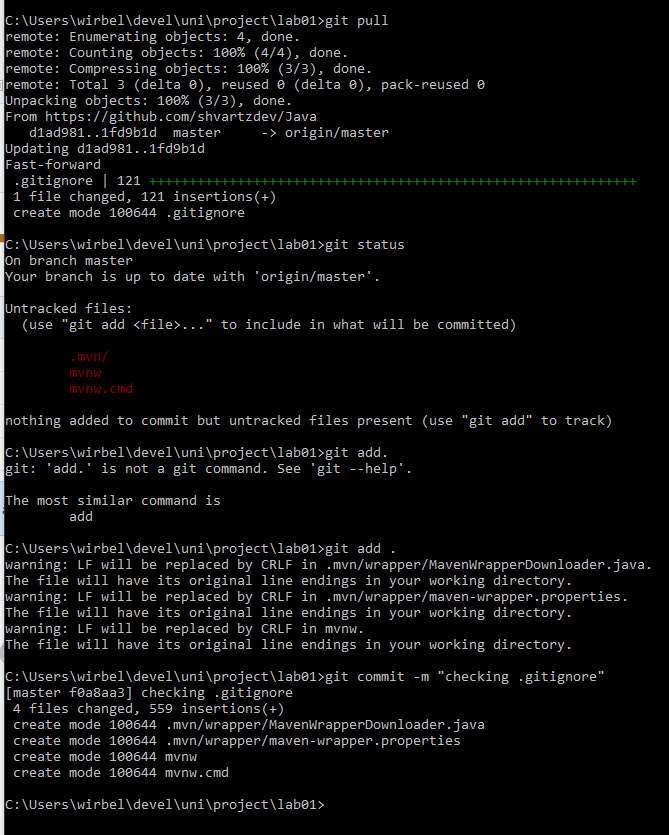 C:\Users\wirbel\devel\uni\project\lab01>git pull
remote: Enumerating objects: 4, done.
remote: Counting objects: 100% (4/4), done.
remote: Compressing objects: 100% (3/3), done.
remote: Total 3 (delta 0), reused 0 (delta 0), pack-reused 0
Unpacking objects: 100% (3/3), done.
From https://github.com/shvartzdev/Java
   d1ad981..1fd9b1d  master     -> origin/master
Updating d1ad981..1fd9b1d
Fast-forward
 .gitignore | 121 +++++++++++++++++++++++++++++++++++++++++++++++++++++++++++++
 1 file changed, 121 insertions(+)
 create mode 100644 .gitignore
C:\Users\wirbel\devel\uni\project\lab01>git status
On branch master
Your branch is up to date with 'origin/master'.
Untracked files:
  (use "git add <file>..." to include in what will be committed)
        .mvn/
        mvnw
        mvnw.cmd
nothing added to commit but untracked files present (use "git add" to track)
C:\Users\wirbel\devel\uni\project\lab01>git add.
git: 'add.' is not a git command. See 'git --help'.
The most similar command is
        add
C:\Users\wirbel\devel\uni\project\lab01>git add .
warning: LF will be replaced by CRLF in .mvn/wrapper/MavenWrapperDownloader.java.
The file will have its original line endings in your working directory.
warning: LF will be replaced by CRLF in .mvn/wrapper/maven-wrapper.properties.
The file will have its original line endings in your working directory.
warning: LF will be replaced by CRLF in mvnw.
The file will have its original line endings in your working directory.
C:\Users\wirbel\devel\uni\project\lab01>git commit -m "checking .gitignore"
[master f0a8aa3] checking .gitignore
 4 files changed, 559 insertions(+)
 create mode 100644 .mvn/wrapper/MavenWrapperDownloader.java
 create mode 100644 .mvn/wrapper/maven-wrapper.properties
 create mode 100644 mvnw
 create mode 100644 mvnw.cmd
C:\Users\wirbel\devel\uni\project\lab01>